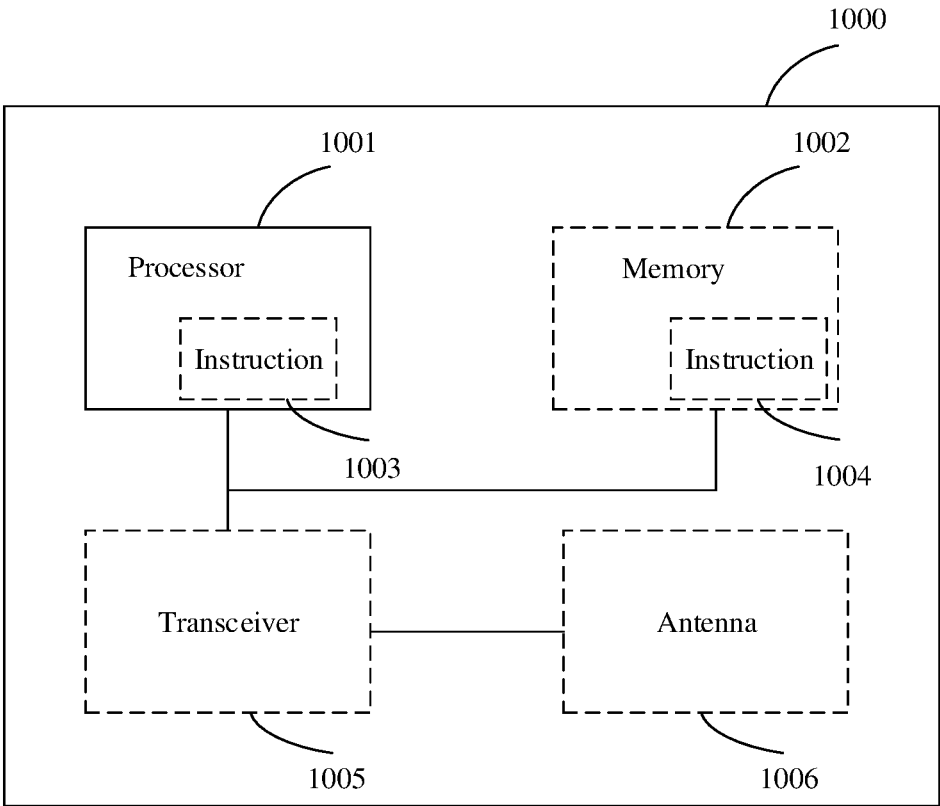 1000
1001
1002
Processor
Memory
Instruction
Instruction
1003
1004
Transceiver
Antenna
1005
1006